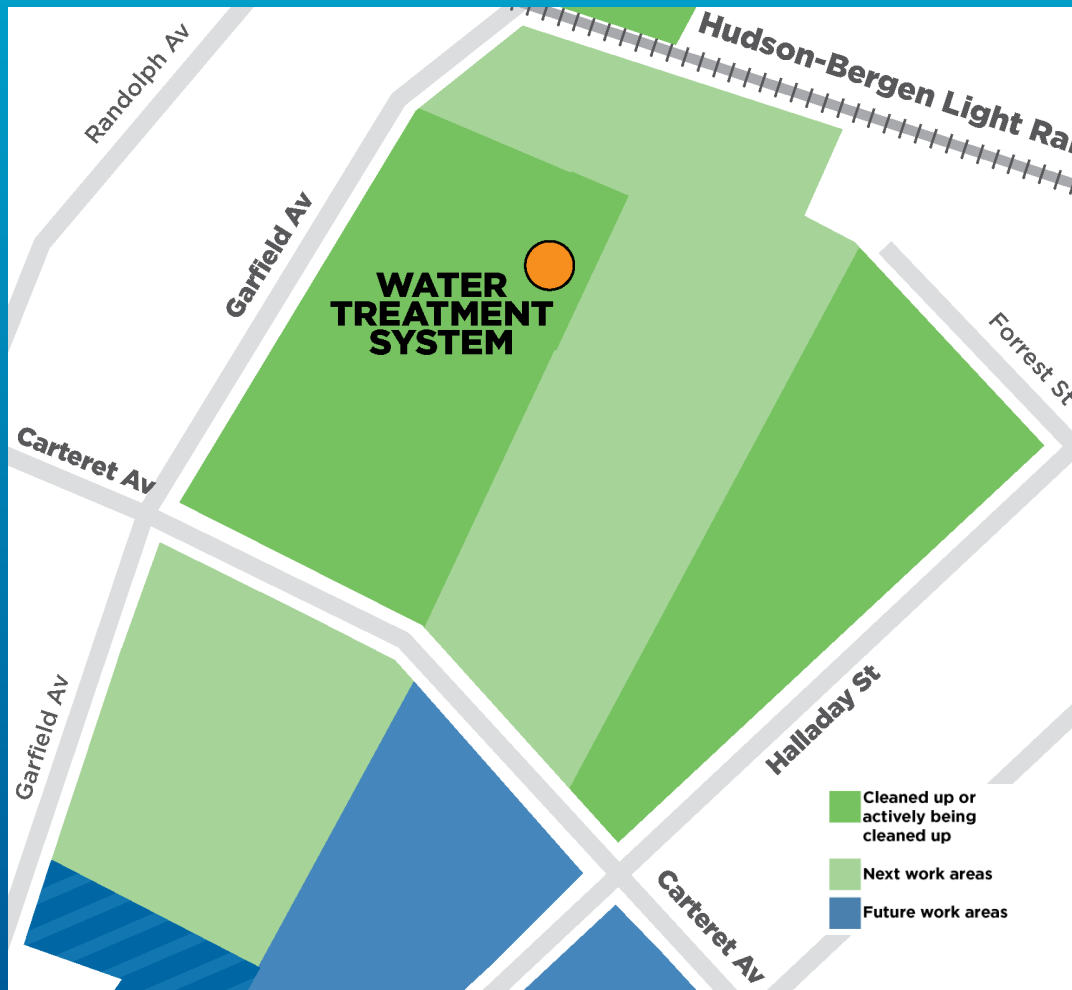 Hudson-Bergen Light Ra
Randolph Av
Garfield Av
WATER
TREATMENT
SYSTEM
Forrest St
Carteret Av
Garfield Av
Halladay St
Carteret Av
Cleaned up or
actively being
cleaned up
Next work areas
Future work areas